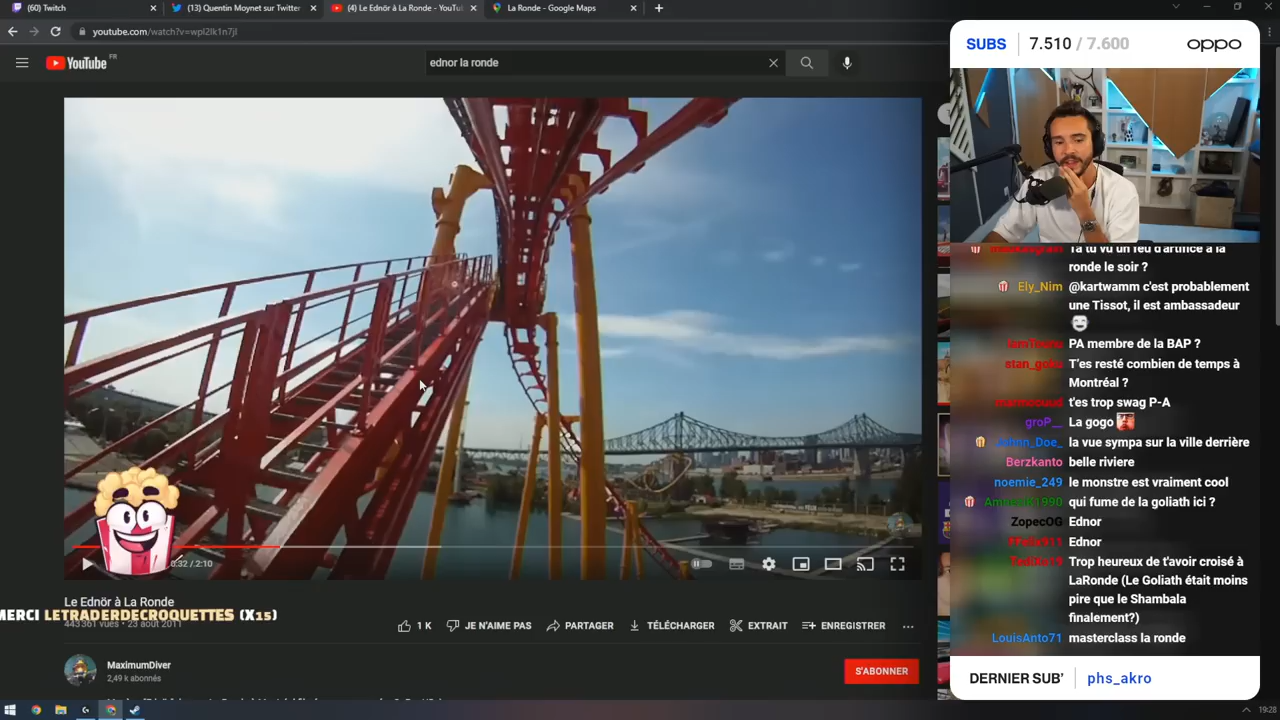 (60) Twitch
(13) Quentin Moynet sur Twitter
(4) Le Ednör à La Ronde - YouTu
La Ronde - Google Maps
youtube.com/watch?v=wpl2lk1n7jI
YouTube FR
ednor la ronde
0:32 / 2:10
Le Ednör à La Ronde
MERCI LETRADERDECROQUETTES (X15)
443 361 vues • 23 août 2011
1 K
JE N'AIME PAS
PARTAGER
TÉLÉCHARGER
EXTRAIT
ENREGISTRER
MaximumDiver
2,49 k abonnés
S'ABONNER
SUBS 7.510 / 7.600 oppo
T'a tu vu un feu d'artifice à la
ronde le soir ?
Ely_Nim @kartwamm c'est probablement
une Tissot, il est ambassadeur
PA membre de la BAP ?
T'es resté combien de temps à
Montréal ?
t'es trop swag P-A
groP__ La gogo
la vue sympa sur la ville derrière
Berzkanto belle riviere
noemie_249 le monstre est vraiment cool
qui fume de la goliath ici ?
ZopecOG Ednor
Ednor
Trop heureux de t'avoir croisé à
LaRonde (Le Goliath était moins
pire que le Shambala
finalement?)
LouisAnto71 masterclass la ronde
DERNIER SUB' phs_akro
19:28